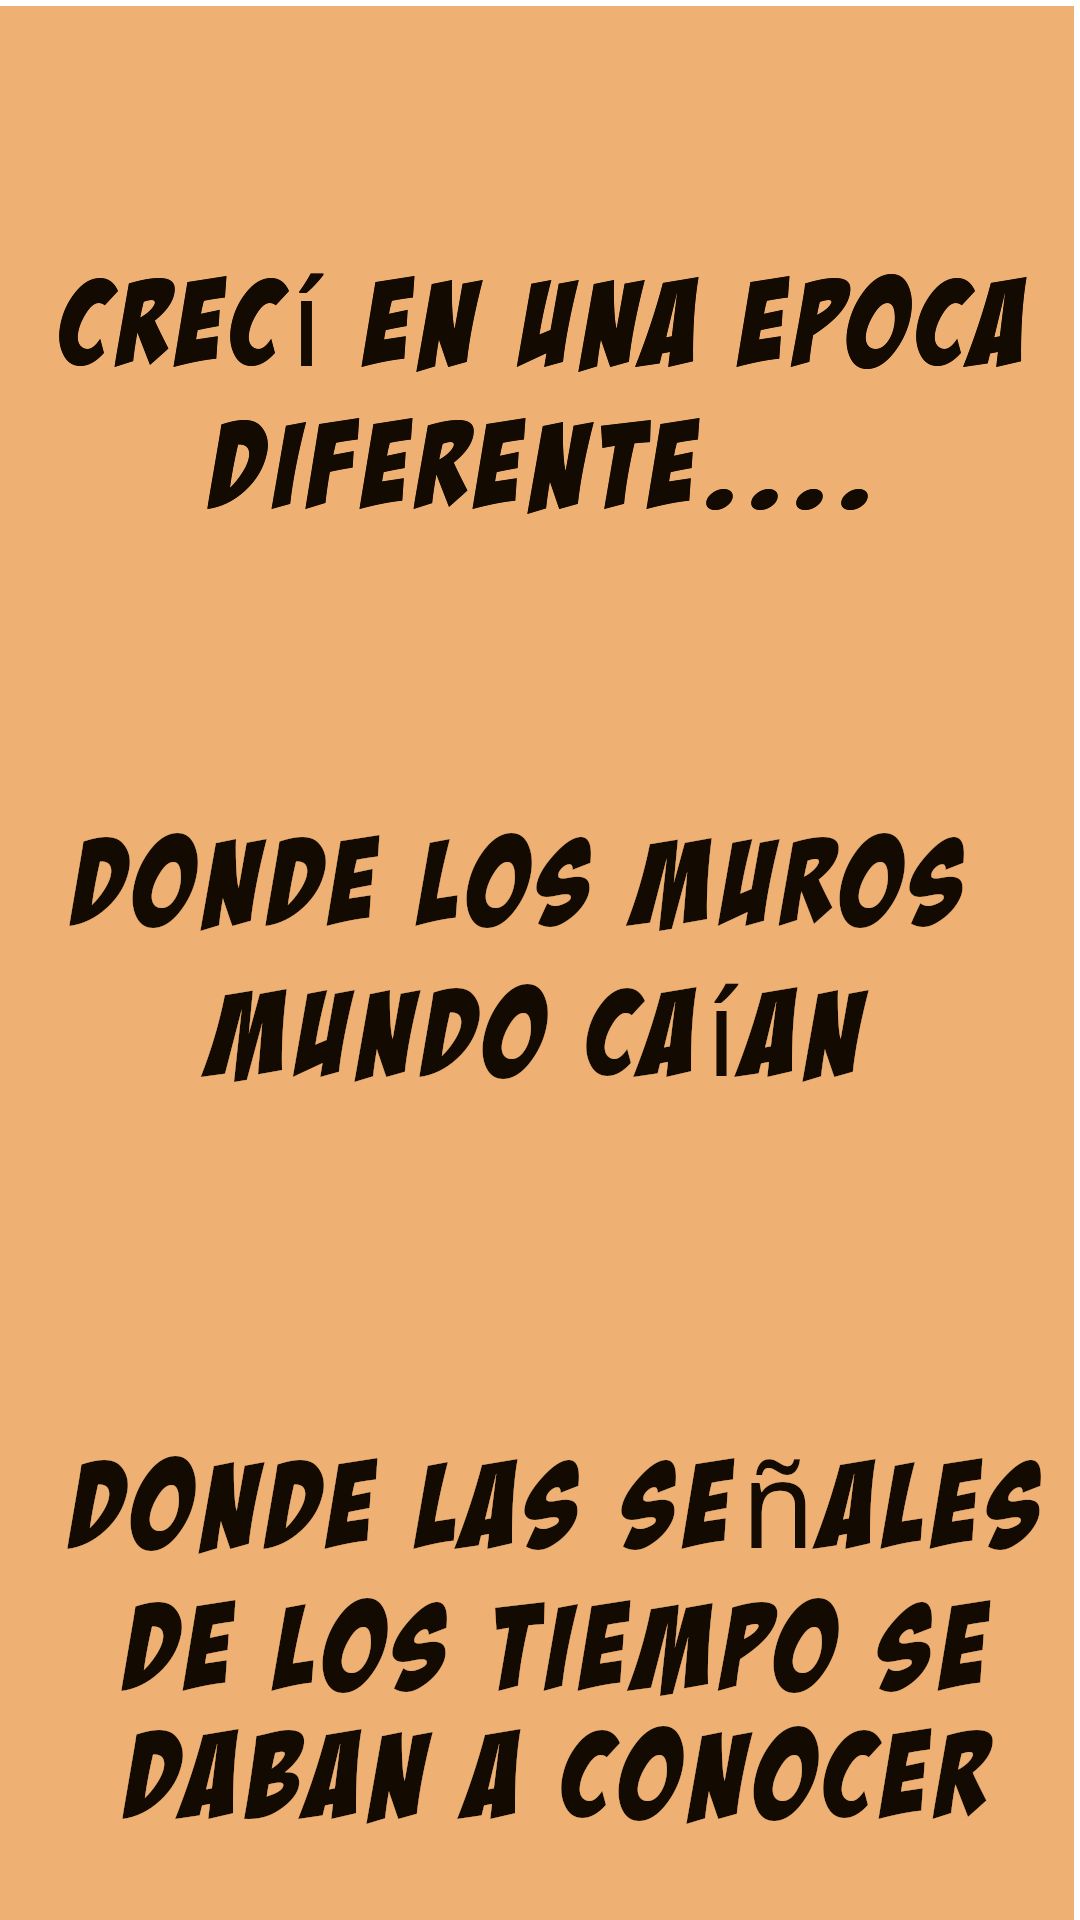 CRECí EN UNA EPOCA
DIFERENTE....
DONDE LOS MUROS
MUNDO CAíAN
DONDE LAS SEñALES
DE LOS TIEMPO SE
DABAN A CONOCER